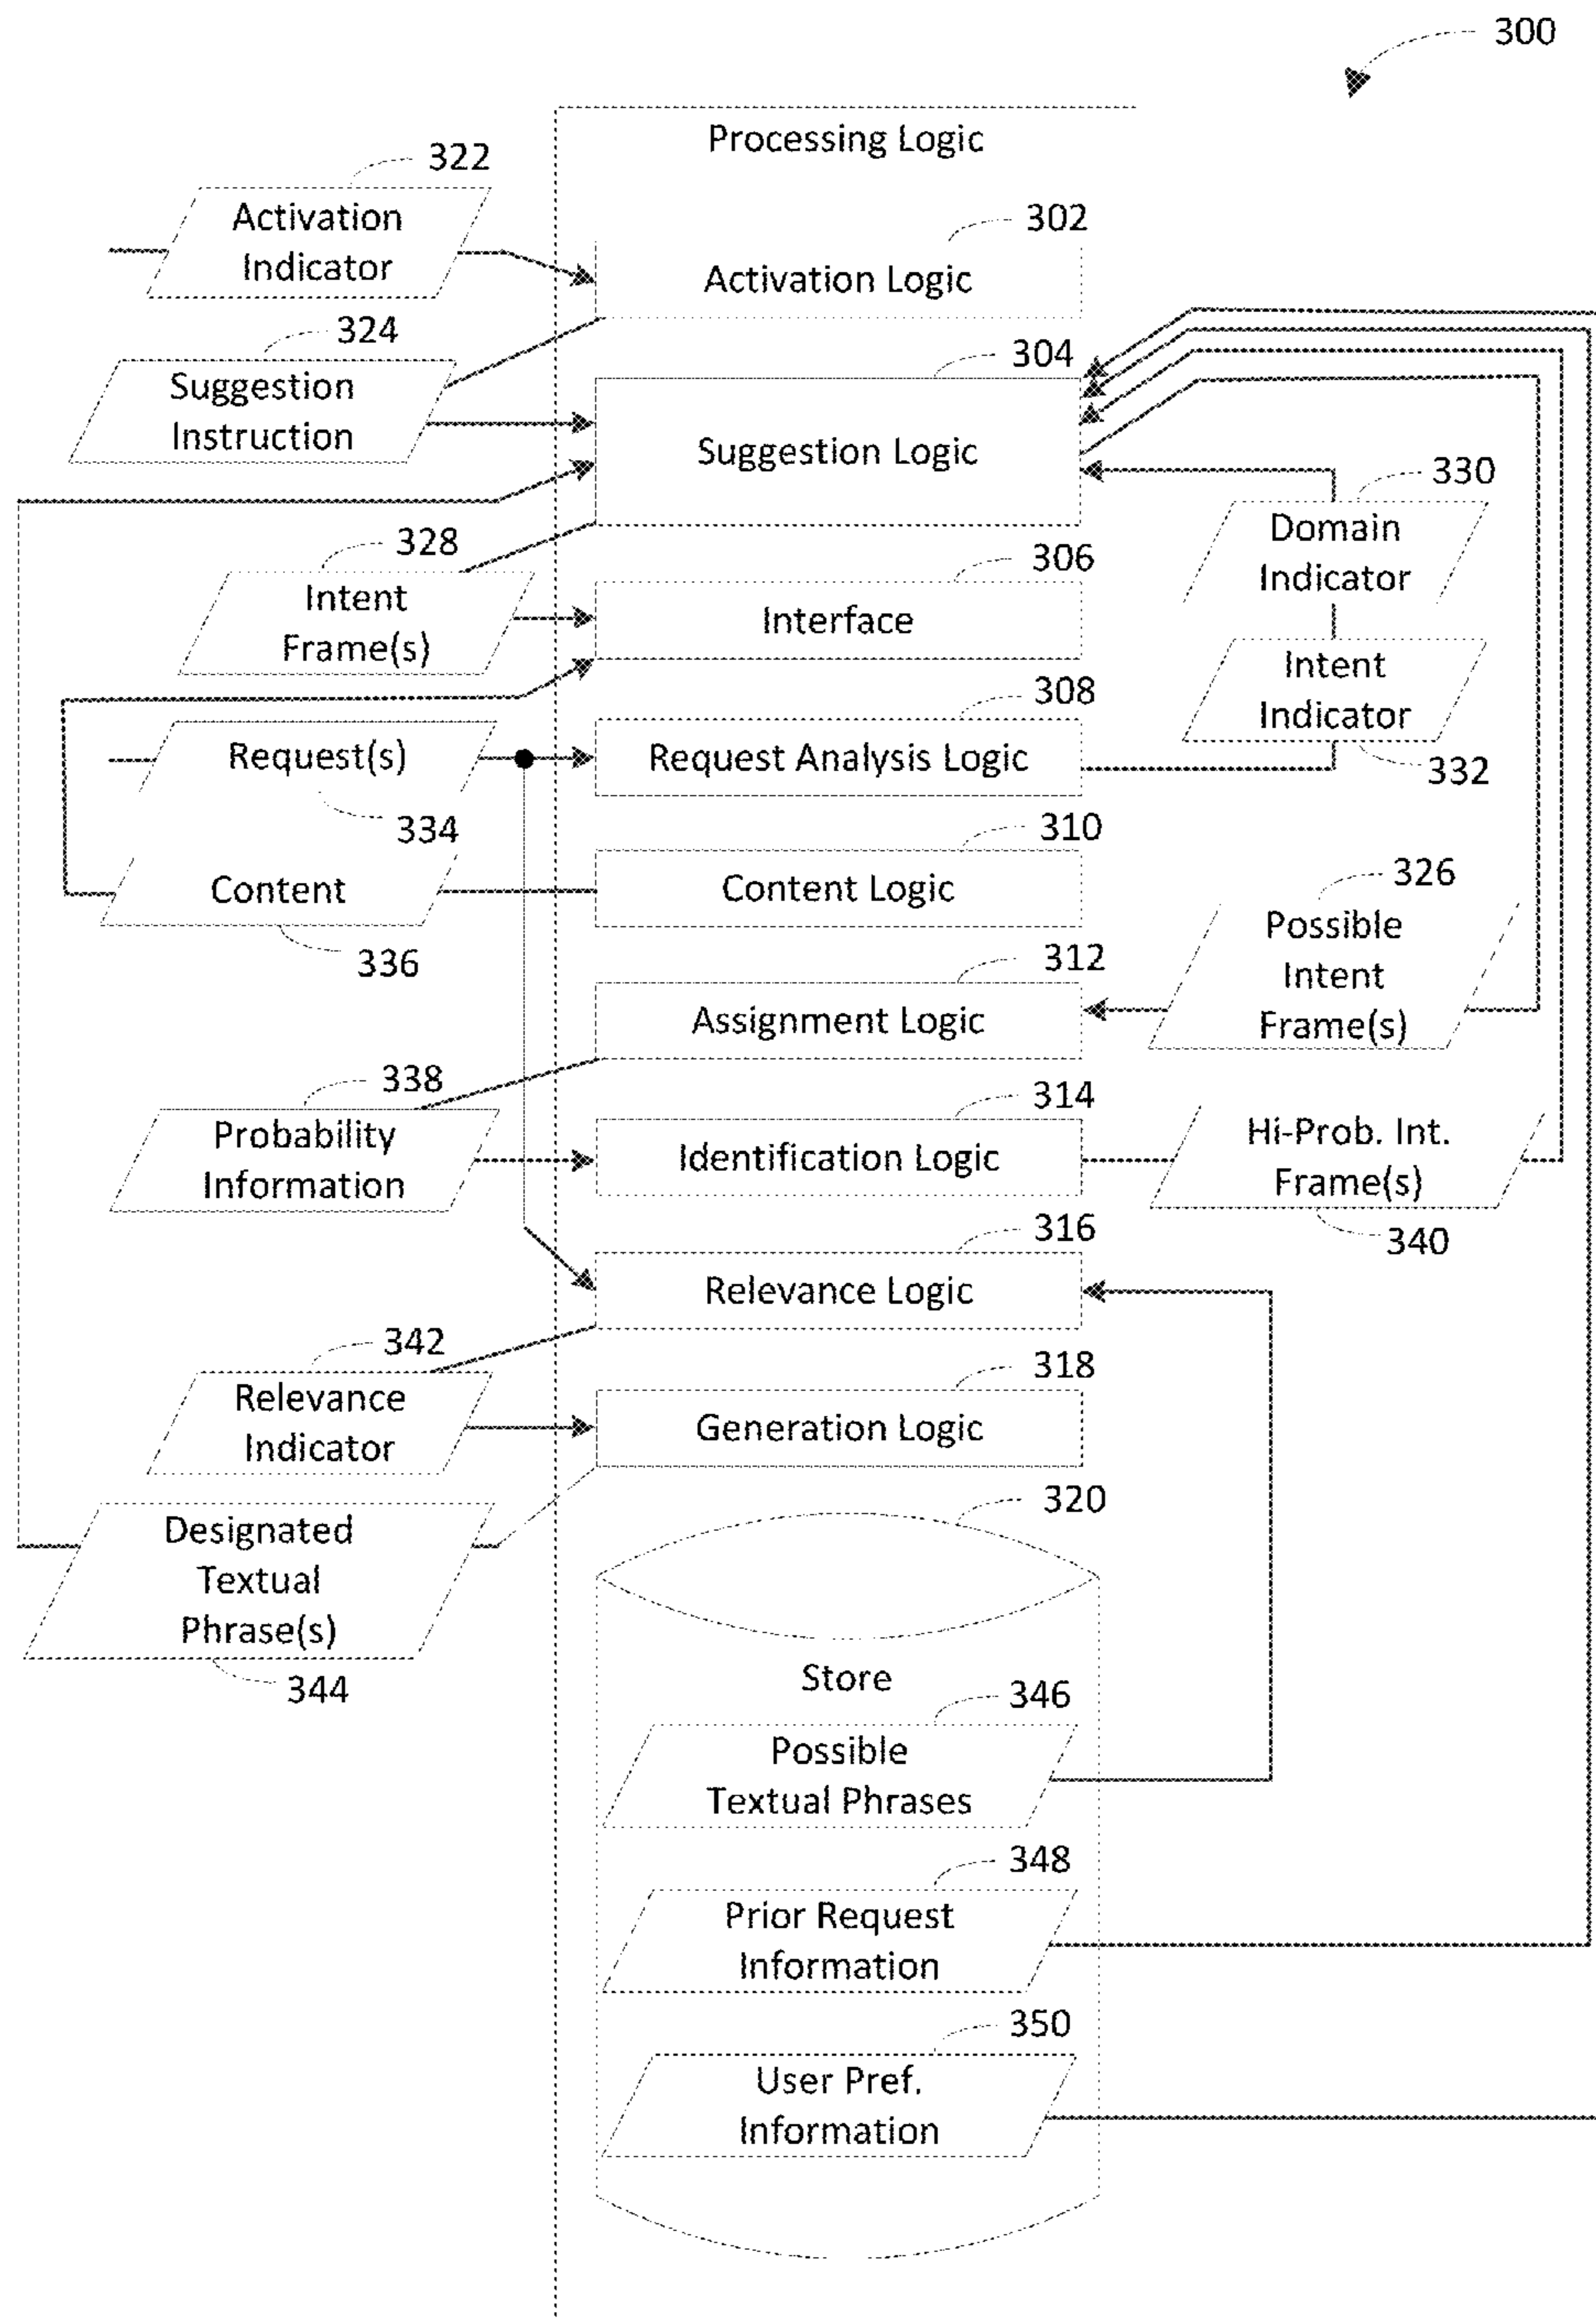 300
Processing Logic
322
Activation
Indicator
302
Activation Logic
324
Suggestion
Instruction
304
Suggestion Logic
330
Domain
Indicator
328
Intent
Frame(s)
306
Interface
Intent
Indicator
332
308
Request(s)
334
Request Analysis Logic
310
Content
336
Content Logic
326
Possible
Intent
Frame(s)
312
Assignment Logic
338
Probability
Information
314
Identification Logic
Hi-Prob. Int.
Frame(s)
340
316
Relevance Logic
342
Relevance
Indicator
318
Generation Logic
Designated
Textual
Phrase(s)
344
320
Store
346
Possible
Textual Phrases
348
Prior Request
Information
350
User Pref.
Information